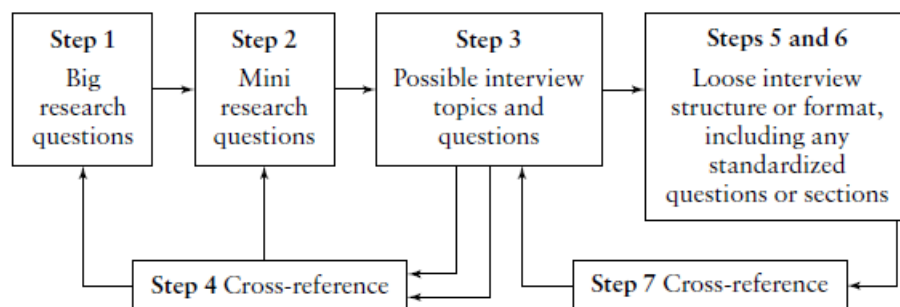 Step 1
Big
research
questions
Step 2
Mini
research
questions
Step 3
Possible interview
topics and
questions
Steps 5 and 6
Loose interview
structure or format,
including any
standardized
questions or sections
Step 4 Cross-reference
Step 7 Cross-reference